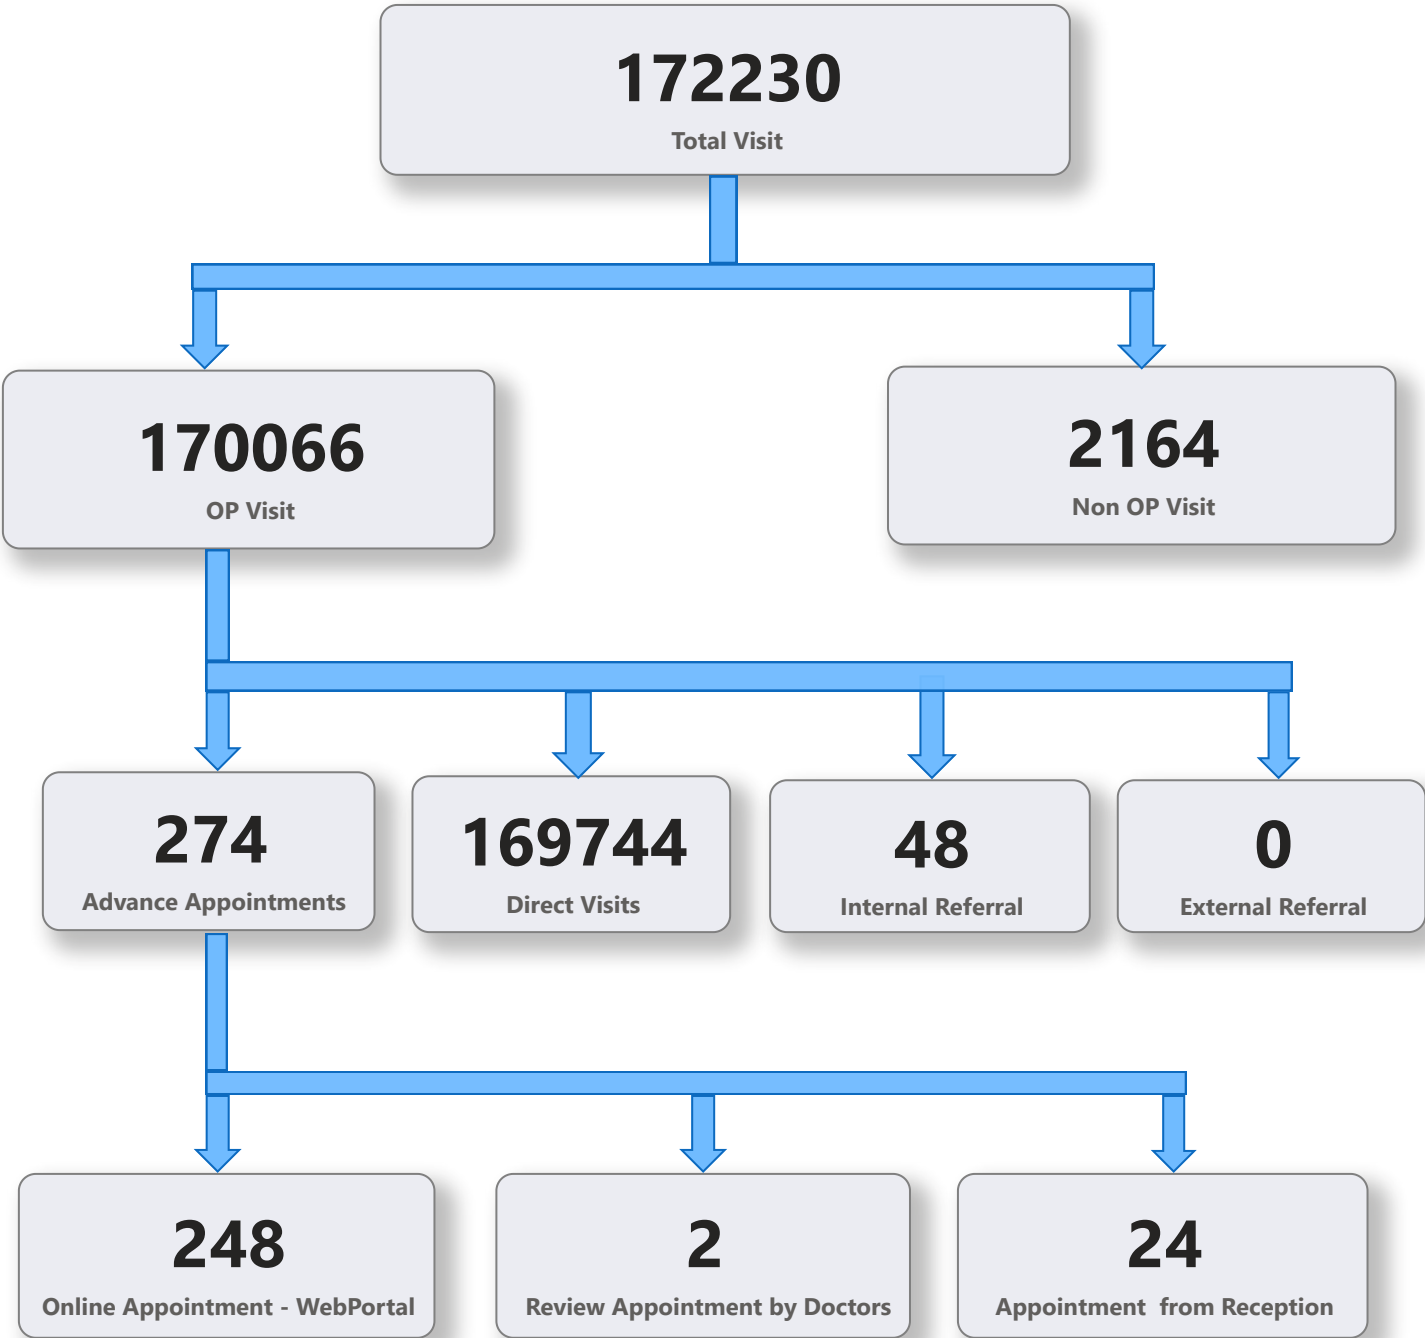 172230
Total Visit
170066
OP Visit
2164
Non OP Visit
274
Advance Appointments
169744
Direct Visits
48
Internal Referral
0
External Referral
248
Online Appointment - WebPortal
2
Review Appointment by Doctors
24
Appointment  from Reception